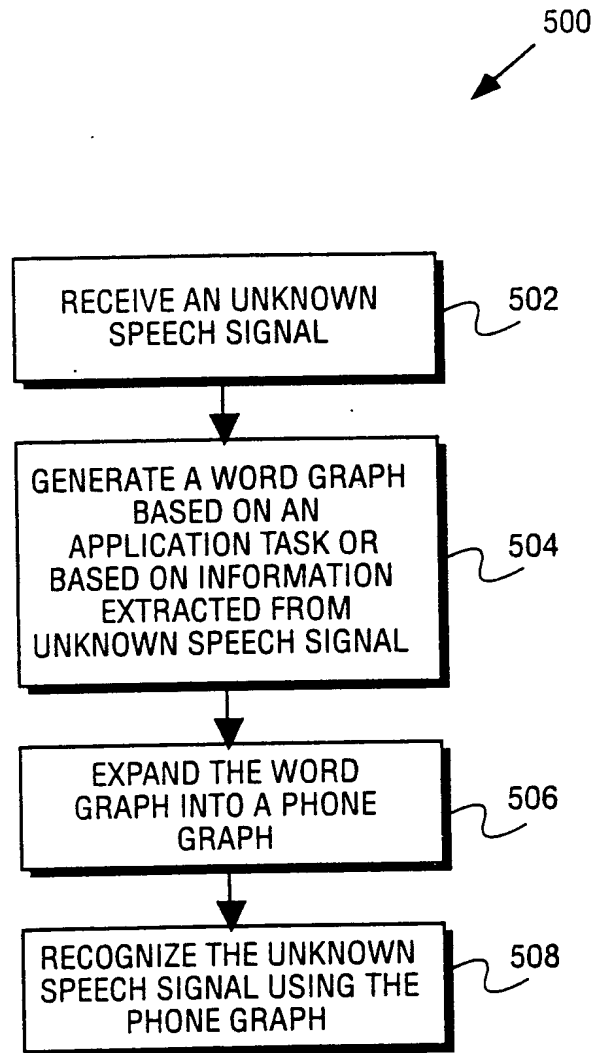 500
RECEIVE AN UNKNOWN
SPEECH SIGNAL
502
GENERATE A WORD GRAPH
BASED ON AN
APPLICATION TASK OR
BASED ON INFORMATION
EXTRACTED FROM
UNKNOWN SPEECH SIGNAL
504
EXPAND THE WORD
GRAPH INTO A PHONE
GRAPH
506
RECOGNIZE THE UNKNOWN
SPEECH SIGNAL USING THE
PHONE GRAPH
508